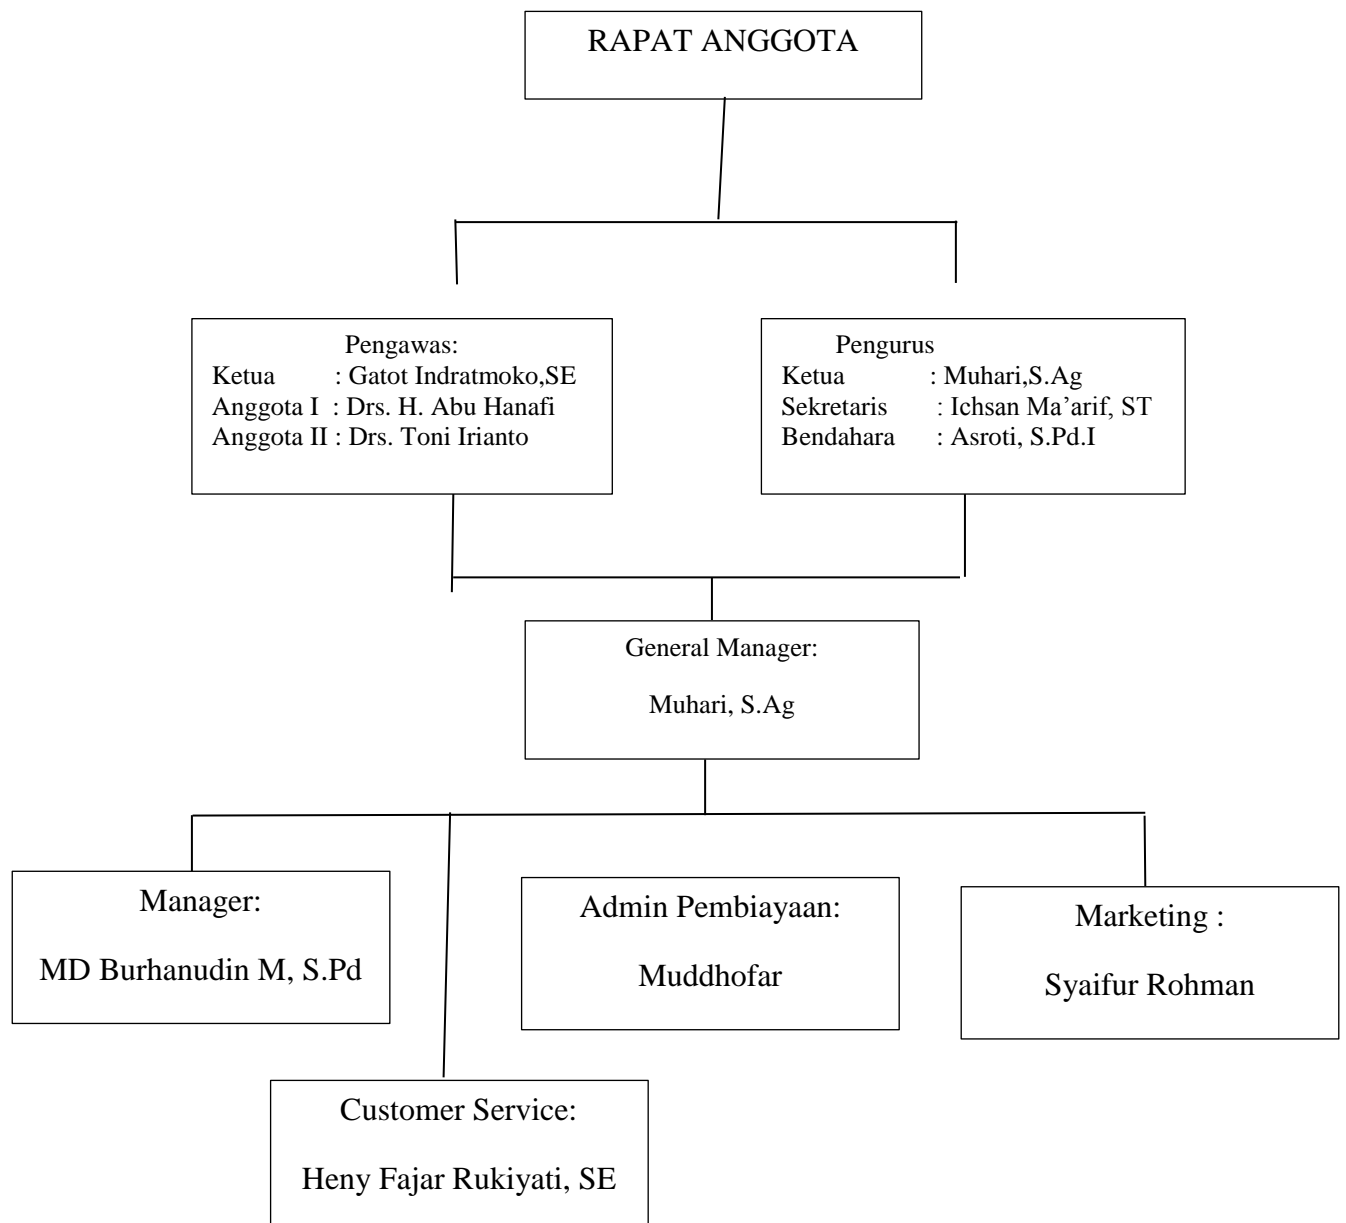 RAPAT ANGGOTA
Pengawas:
Ketua : Gatot Indratmoko,SE
Anggota I : Drs. H. Abu Hanafi
Anggota II : Drs. Toni Irianto
Pengurus
Ketua : Muhari,S.Ag
Sekretaris : Ichsan Ma’arif, ST
Bendahara : Asroti, S.Pd.I
General Manager:
Muhari, S.Ag
Manager:
MD Burhanudin M, S.Pd
Admin Pembiayaan:
Muddhofar
Marketing :
Syaifur Rohman
Customer Service:
Heny Fajar Rukiyati, SE